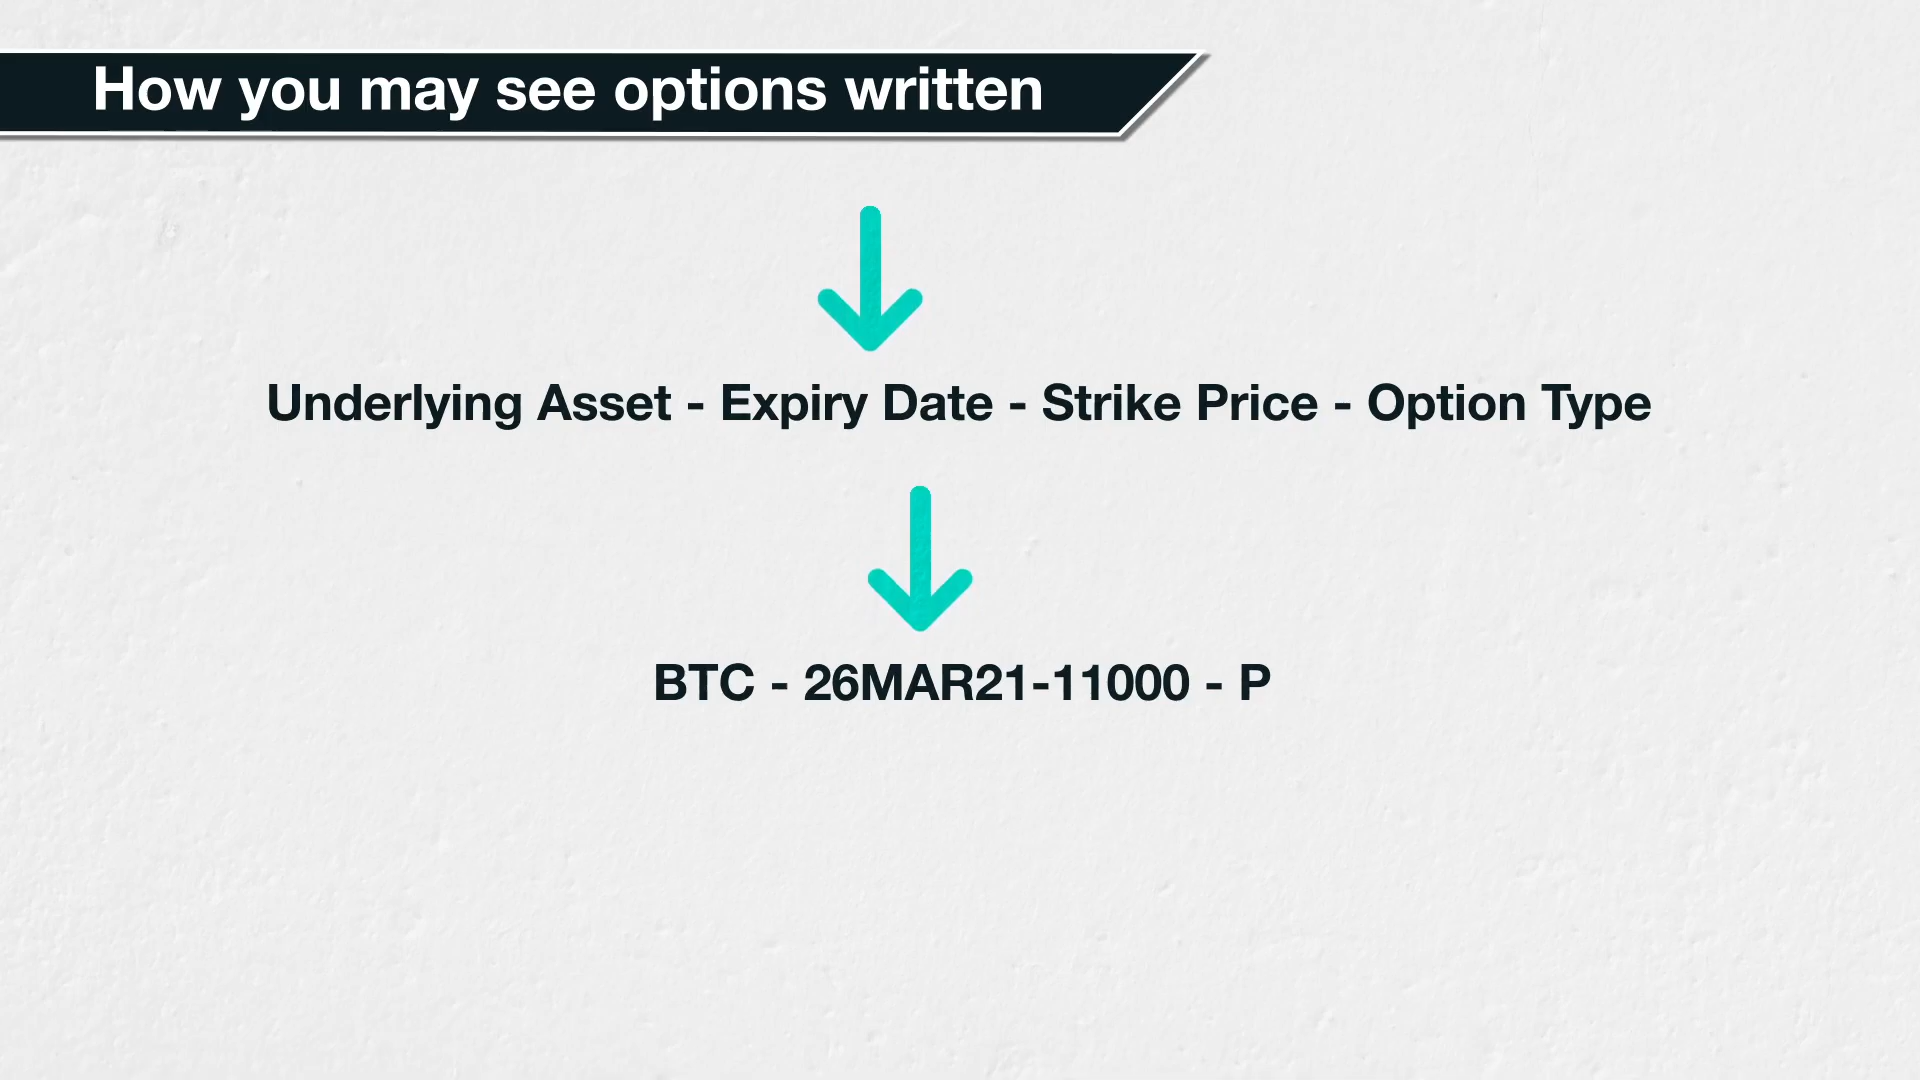 How you may see options written
Underlying Asset - Expiry Date - Strike Price - Option Type
BTC - 26MAR21-11000 - P